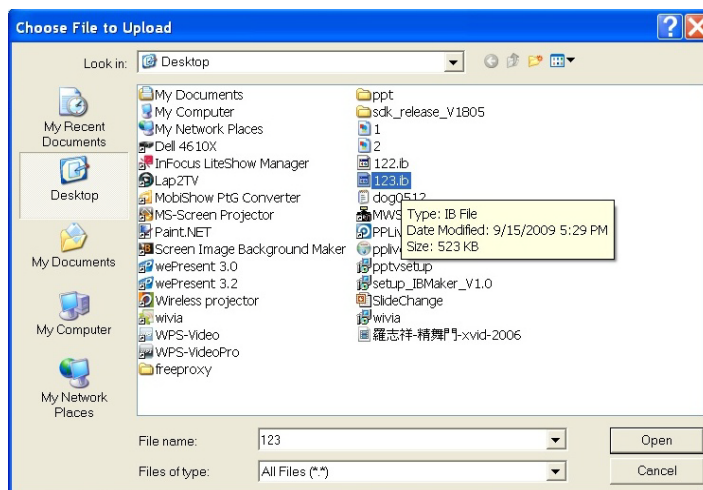 Choose File to Upload
Look in:
Desktop
My Recent
Documents
Desktop
My Documents
My Computer
My Network
Places
My Documents
My Computer
My Network Places
Dell 4610X
InFocus LiteShow Manager
Lap2TV
MobiShow PtG Converter
MS-Screen Projector
Paint.NET
Screen Image Background Maker
wePresent 3.0
wePresent 3.2
Wireless projector
wivia
WPS-Video
WPS-VideoPro
freeproxy
ppt
sdk_release_V1805
1
2
122.ib
123.ib
dog0512
MWS
PPLiv
pplive
pptvsetup
setup_IBMaker_V1.0
SlideChange
wivia
羅志祥-精舞門-xvid-2006
Type: IB File
Date Modified: 9/15/2009 5:29 PM
Size: 523 KB
File name:
123
Open
Files of type:
All Files (*.*)
Cancel